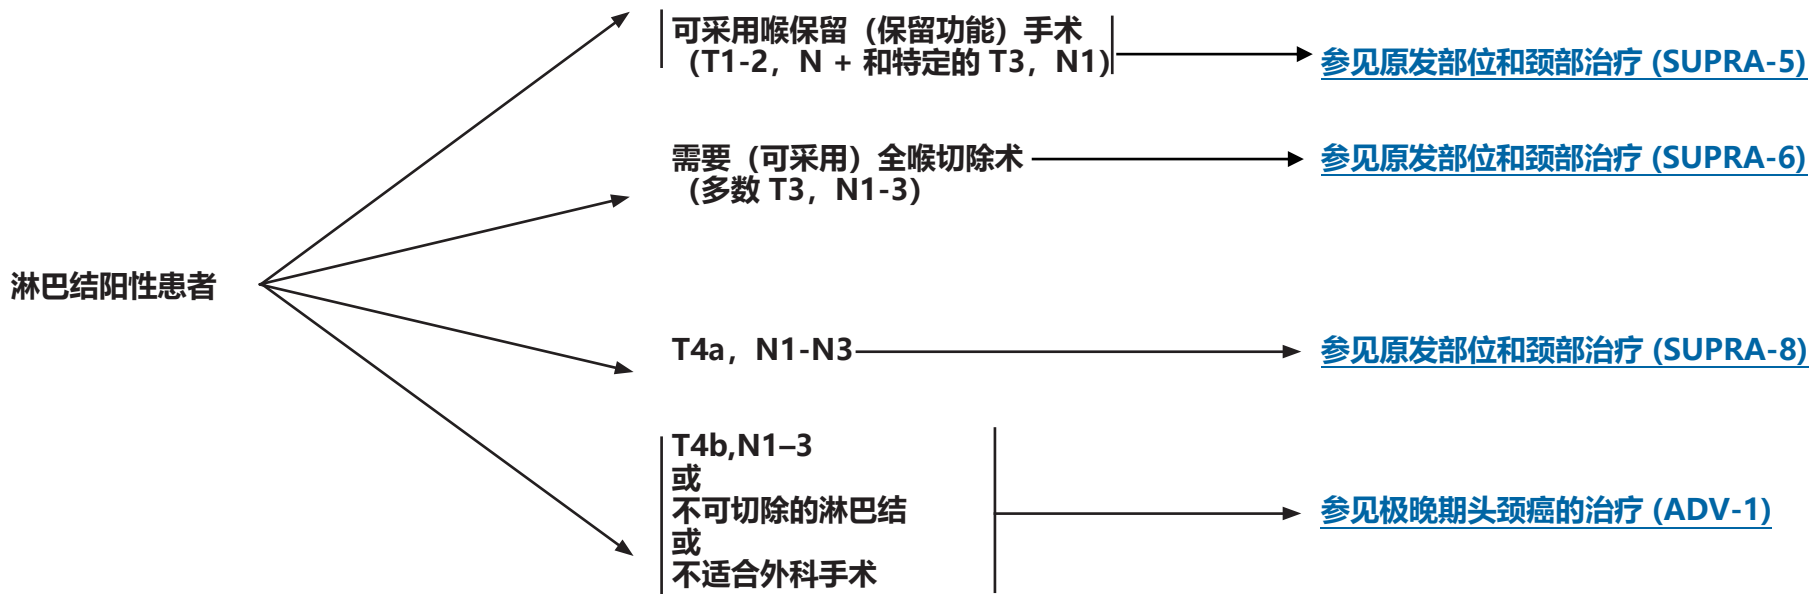 可采用喉保留（保留功能）手术
（T1-2，N + 和特定的 T3，N1)
参见原发部位和颈部治疗 (SUPRA-5)
需要（可采用）全喉切除术
（多数 T3，N1-3）
参见原发部位和颈部治疗 (SUPRA-6)
淋巴结阳性患者
T4a，N1-N3
参见原发部位和颈部治疗 (SUPRA-8)
T4b,N1–3
或
不可切除的淋巴结
或
不适合外科手术
参见极晚期头颈癌的治疗 (ADV-1)